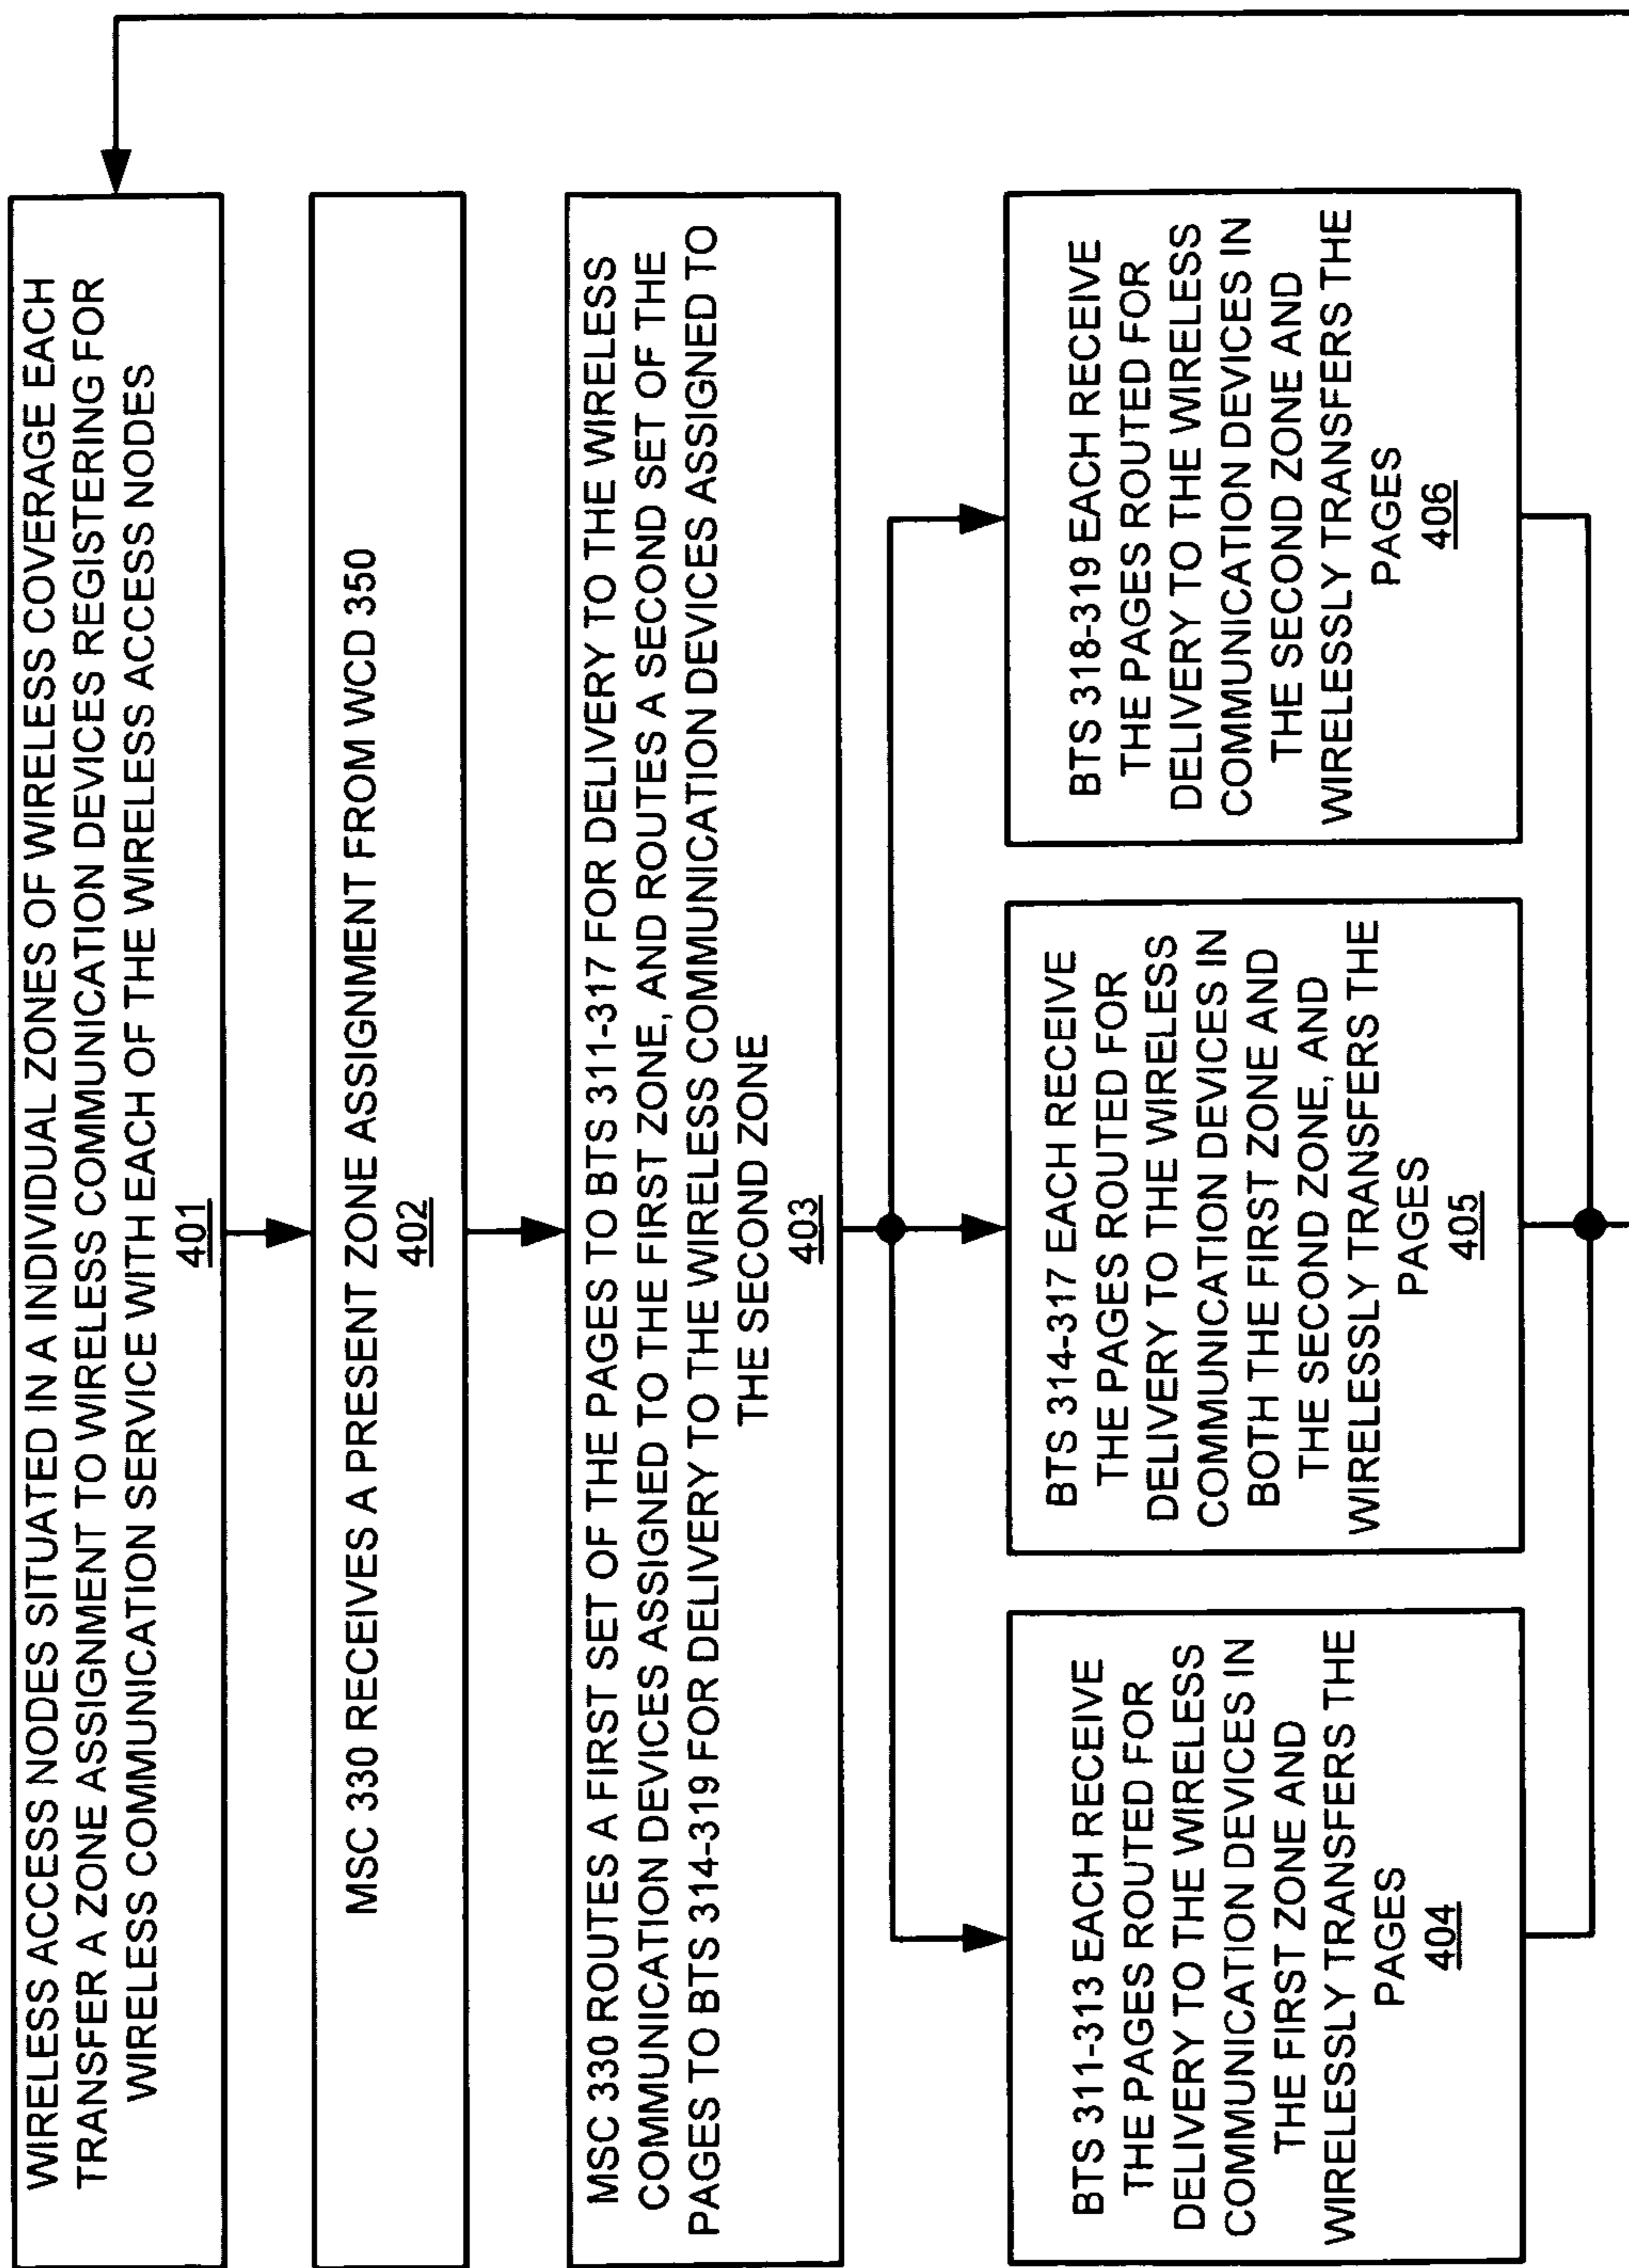 WIRELESS ACCESS NODES SITUATED IN A INDIVIDUAL ZONES OF WIRELESS COVERAGE EACH
TRANSFER A ZONE ASSIGNMENT TO WIRELESS COMMUNICATION DEVICES REGISTERING FOR
WIRELESS COMMUNICATION SERVICE WITH EACH OF THE WIRELESS ACCESS NODES
401
MSC 330 RECEIVES A PRESENT ZONE ASSIGNMENT FROM WCD 350
402
MSC 330 ROUTES A FIRST SET OF THE PAGES TO BTS 311-317 FOR DELIVERY TO THE WIRELESS
COMMUNICATION DEVICES ASSIGNED TO THE FIRST ZONE, AND ROUTES A SECOND SET OF THE
PAGES TO BTS 314-319 FOR DELIVERY TO THE WIRELESS COMMUNICATION DEVICES ASSIGNED TO
THE SECOND ZONE
403
BTS 311-313 EACH RECEIVE
THE PAGES ROUTED FOR
DELIVERY TO THE WIRELESS
COMMUNICATION DEVICES IN
THE FIRST ZONE AND
WIRELESSLY TRANSFERS THE
PAGES
404
BTS 314-317 EACH RECEIVE
THE PAGES ROUTED FOR
DELIVERY TO THE WIRELESS
COMMUNICATION DEVICES IN
BOTH THE FIRST ZONE AND
THE SECOND ZONE, AND
WIRELESSLY TRANSFERS THE
PAGES
405
BTS 318-319 EACH RECEIVE
THE PAGES ROUTED FOR
DELIVERY TO THE WIRELESS
COMMUNICATION DEVICES IN
THE SECOND ZONE AND
WIRELESSLY TRANSFERS THE
PAGES
406